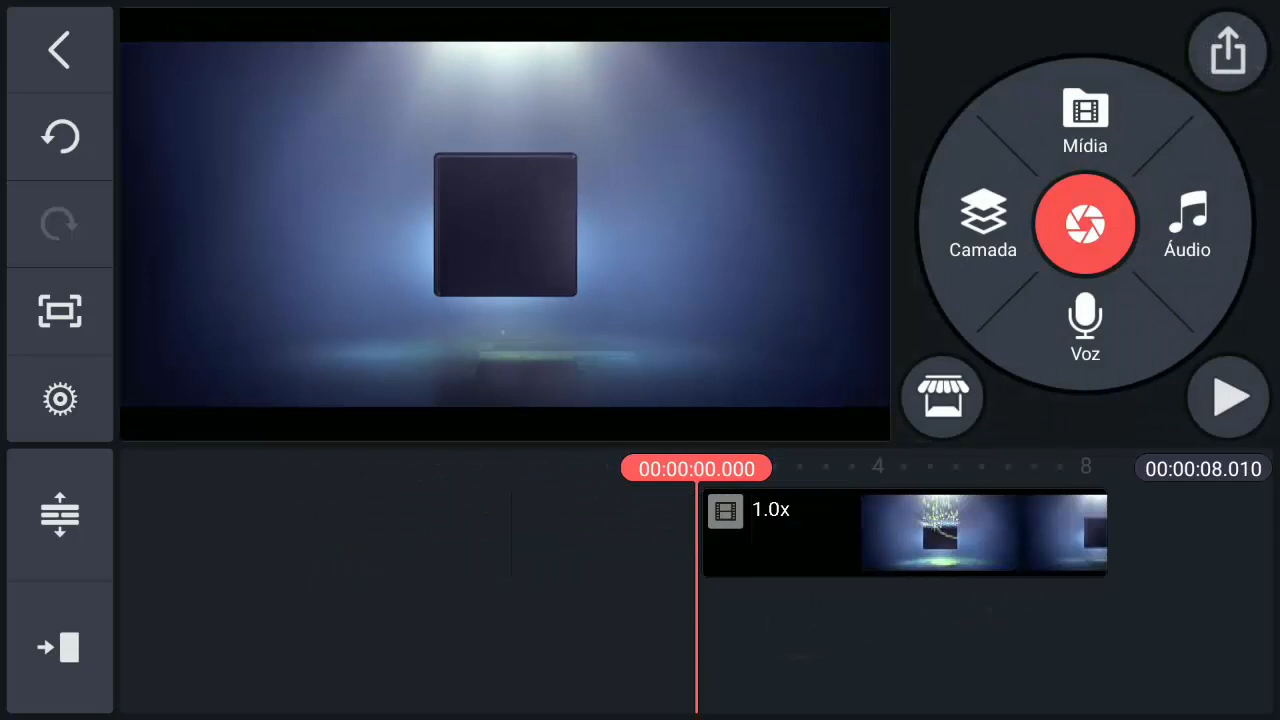 Mídia
Camada
Áudio
Voz
00:00:00.000
4
8
00:00:08.010
1.0x